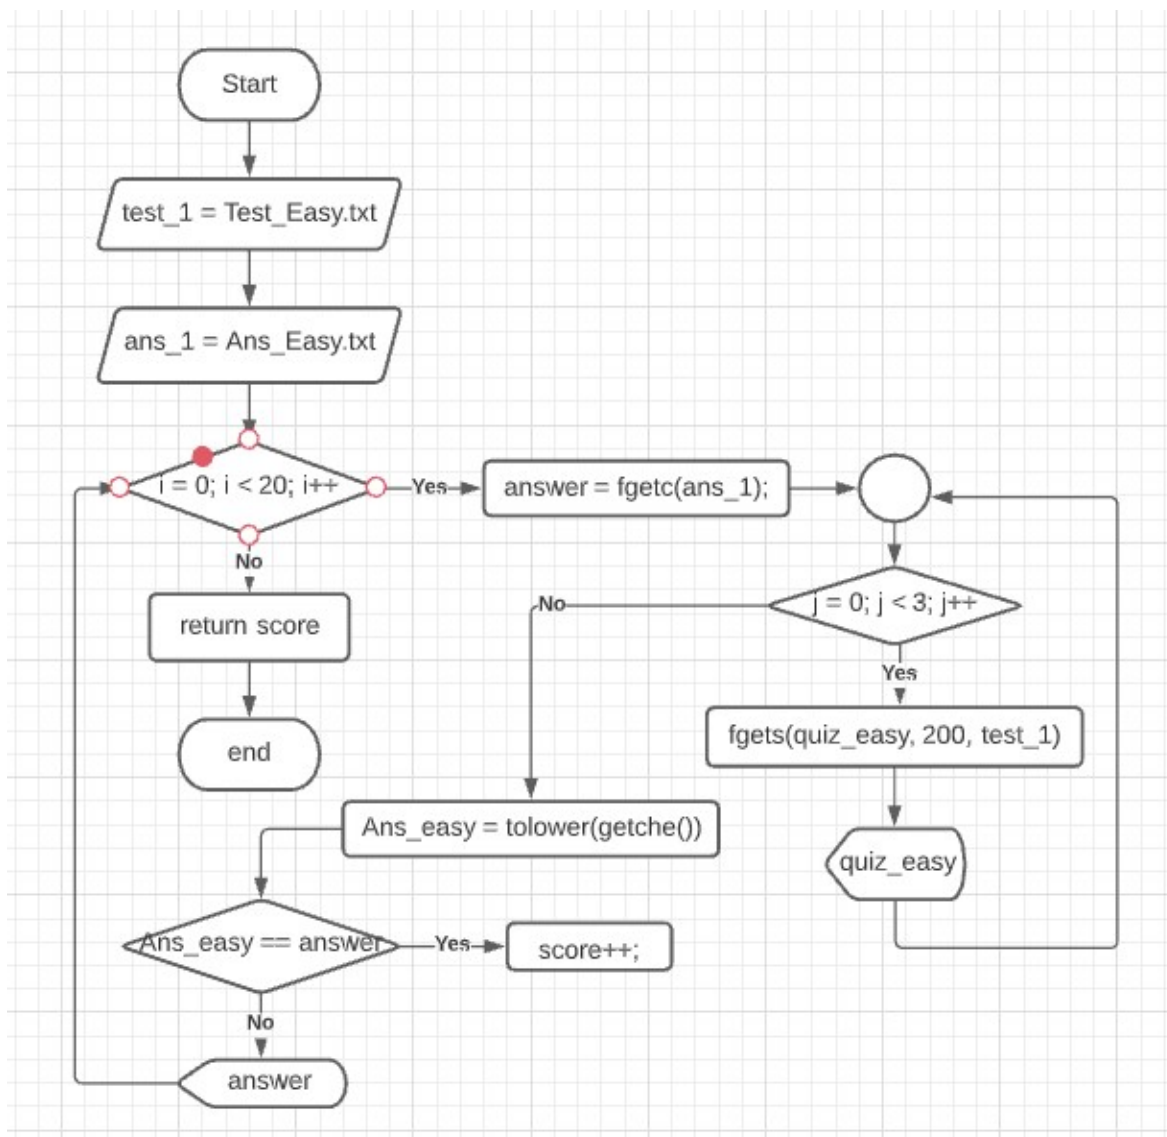 Start
test_1 = Test_Easy.txt
ans_1 = Ans_Easy.txt
i = 0; i < 20; i++
Yes
answer = fgetc(ans_1);
No
return score
end
j = 0; j < 3; j++
No
Yes
fgets(quiz_easy, 200, test_1)
quiz_easy
Ans_easy = tolower(getche())
Ans_easy == answer
Yes
score++;
No
answer